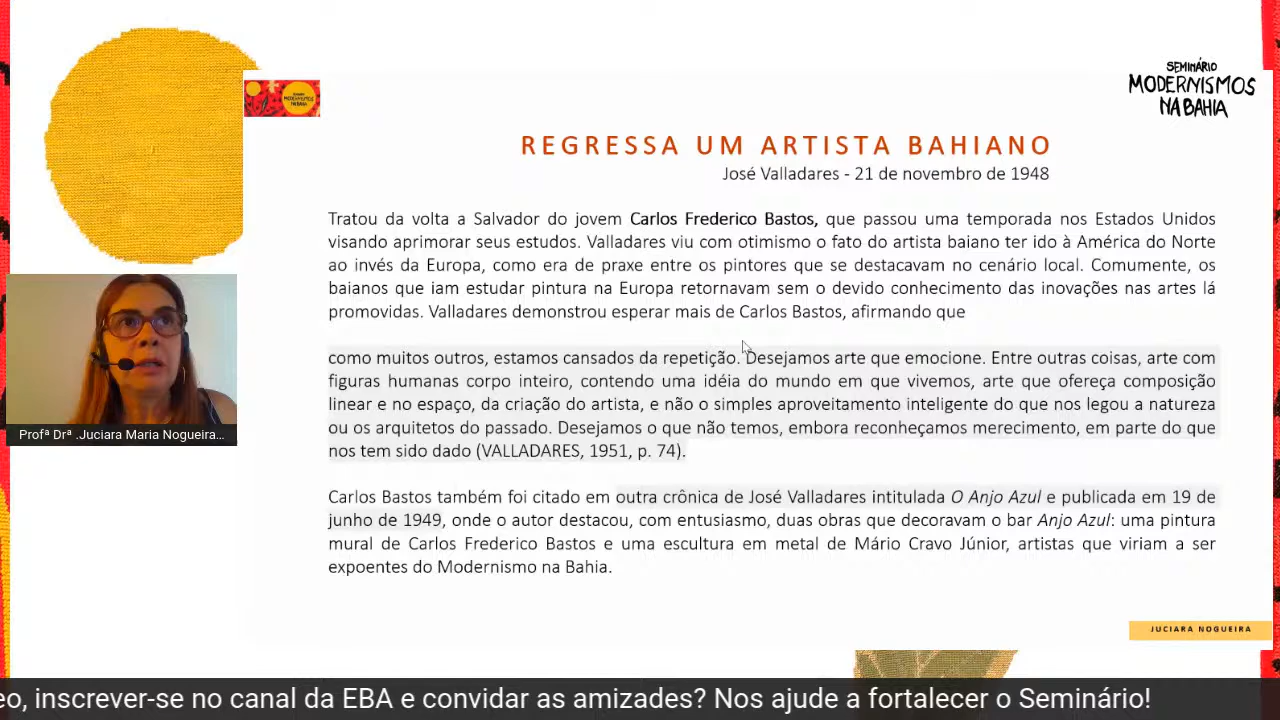 SEMINÁRIO
MODERNISMOS
NA BAHIA
MODERNISMOS
NA BAHIA
REGRESSA UM ARTISTA BAHIANO
José Valladares - 21 de novembro de 1948
Tratou da volta a Salvador do jovem Carlos Frederico Bastos, que passou uma temporada nos Estados Unidos
visando aprimorar seus estudos. Valladares viu com otimismo o fato do artista baiano ter ido à América do Norte
ao invés da Europa, como era de praxe entre os pintores que se destacavam no cenário local. Comumente, os
baianos que iam estudar pintura na Europa retornavam sem o devido conhecimento das inovações nas artes lá
promovidas. Valladares demonstrou esperar mais de Carlos Bastos, afirmando que
como muitos outros, estamos cansados da repetição. Desejamos arte que emocione. Entre outras coisas, arte com
figuras humanas corpo inteiro, contendo uma idéia do mundo em que vivemos, arte que ofereça composição
linear e no espaço, da criação do artista, e não o simples aproveitamento inteligente do que nos legou a natureza
ou os arquitetos do passado. Desejamos o que não temos, embora reconheçamos merecimento, em parte do que
nos tem sido dado (VALLADARES, 1951, p. 74).
Carlos Bastos também foi citado em outra crônica de José Valladares intitulada O Anjo Azul e publicada em 19 de
junho de 1949, onde o autor destacou, com entusiasmo, duas obras que decoravam o bar Anjo Azul: uma pintura
mural de Carlos Frederico Bastos e uma escultura em metal de Mário Cravo Júnior, artistas que viriam a ser
expoentes do Modernismo na Bahia.
Profª Drª .Juciara Maria Nogueira...
JUCIARA NOGUEIRA
eo, inscrever-se no canal da EBA e convidar as amizades? Nos ajude a fortalecer o Seminário!